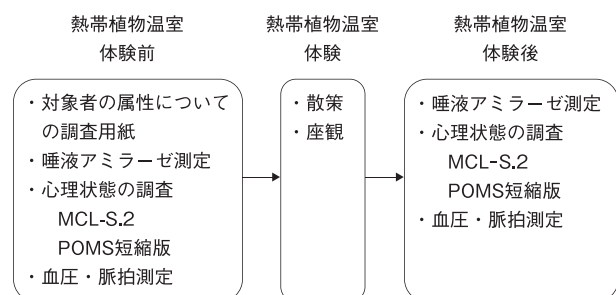 熱帯植物温室
体験前
・対象者の属性について
の調査用紙
・唾液アミラーゼ測定
・心理状態の調査
MCL-S.2
POMS短縮版
・血圧・脈拍測定
熱帯植物温室
体験
・散策
・座観
熱帯植物温室
体験後
・唾液アミラーゼ測定
・心理状態の調査
MCL-S.2
POMS短縮版
・血圧・脈拍測定